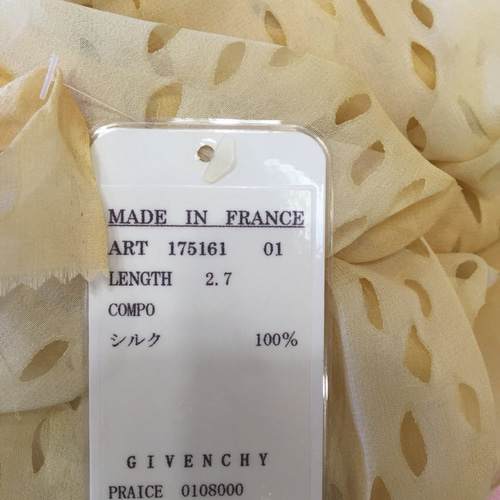 MADE IN FRANCE
ART 175161 01
LENGTH 2.7
COMPO
シルク 100%
GIVENCHY
PRAICE 0108000